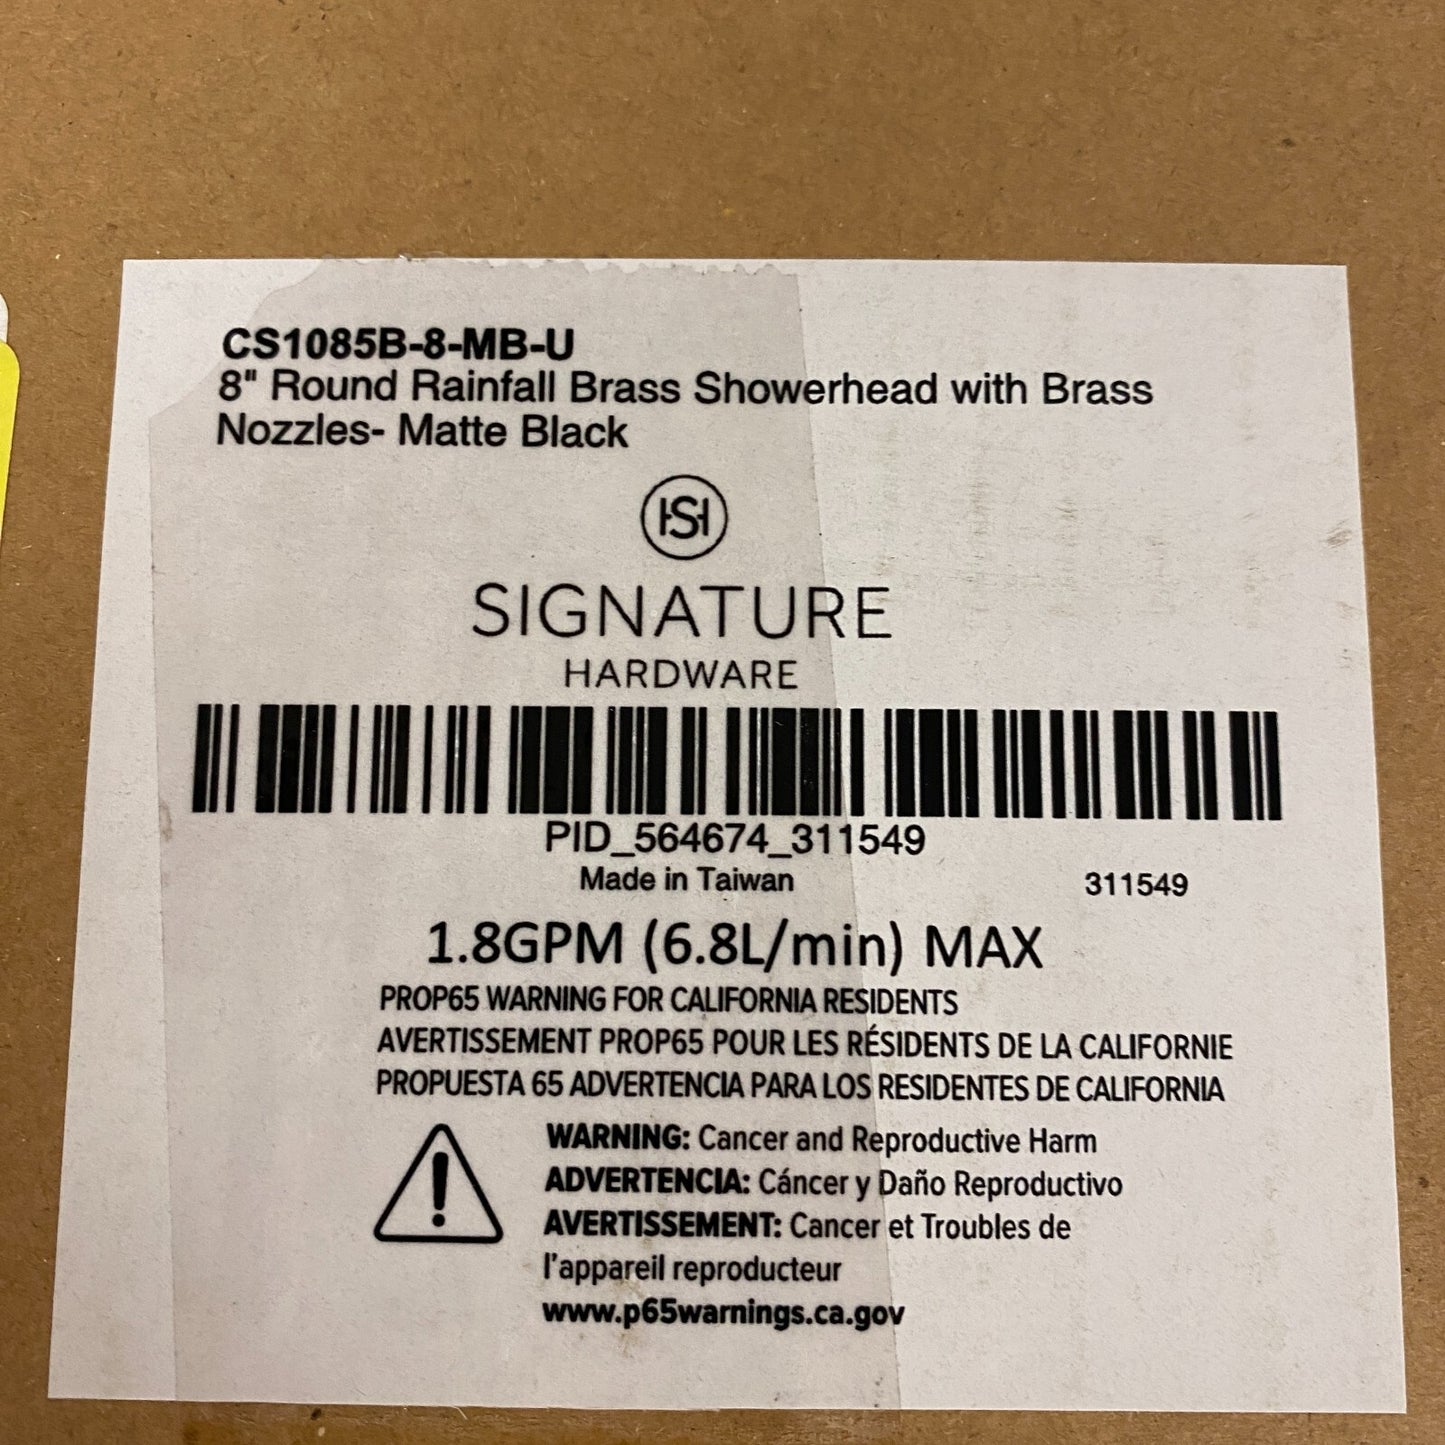 CS1085B-8-MB-U
8" Round Rainfall Brass Showerhead with Brass
Nozzles- Matte Black
HS
SIGNATURE
HARDWARE
PID_564674_311549
Made in Taiwan 311549
1.8GPM (6.8L/min) MAX
PROP65 WARNING FOR CALIFORNIA RESIDENTS
AVERTISSEMENT PROP65 POUR LES RÉSIDENTS DE LA CALIFORNIE
PROPUESTA 65 ADVERTENCIA PARA LOS RESIDENTES DE CALIFORNIA
WARNING: Cancer and Reproductive Harm
ADVERTENCIA: Cáncer y Daño Reproductivo
AVERTISSEMENT: Cancer et Troubles de
l'appareil reproducteur
www.p65warnings.ca.gov